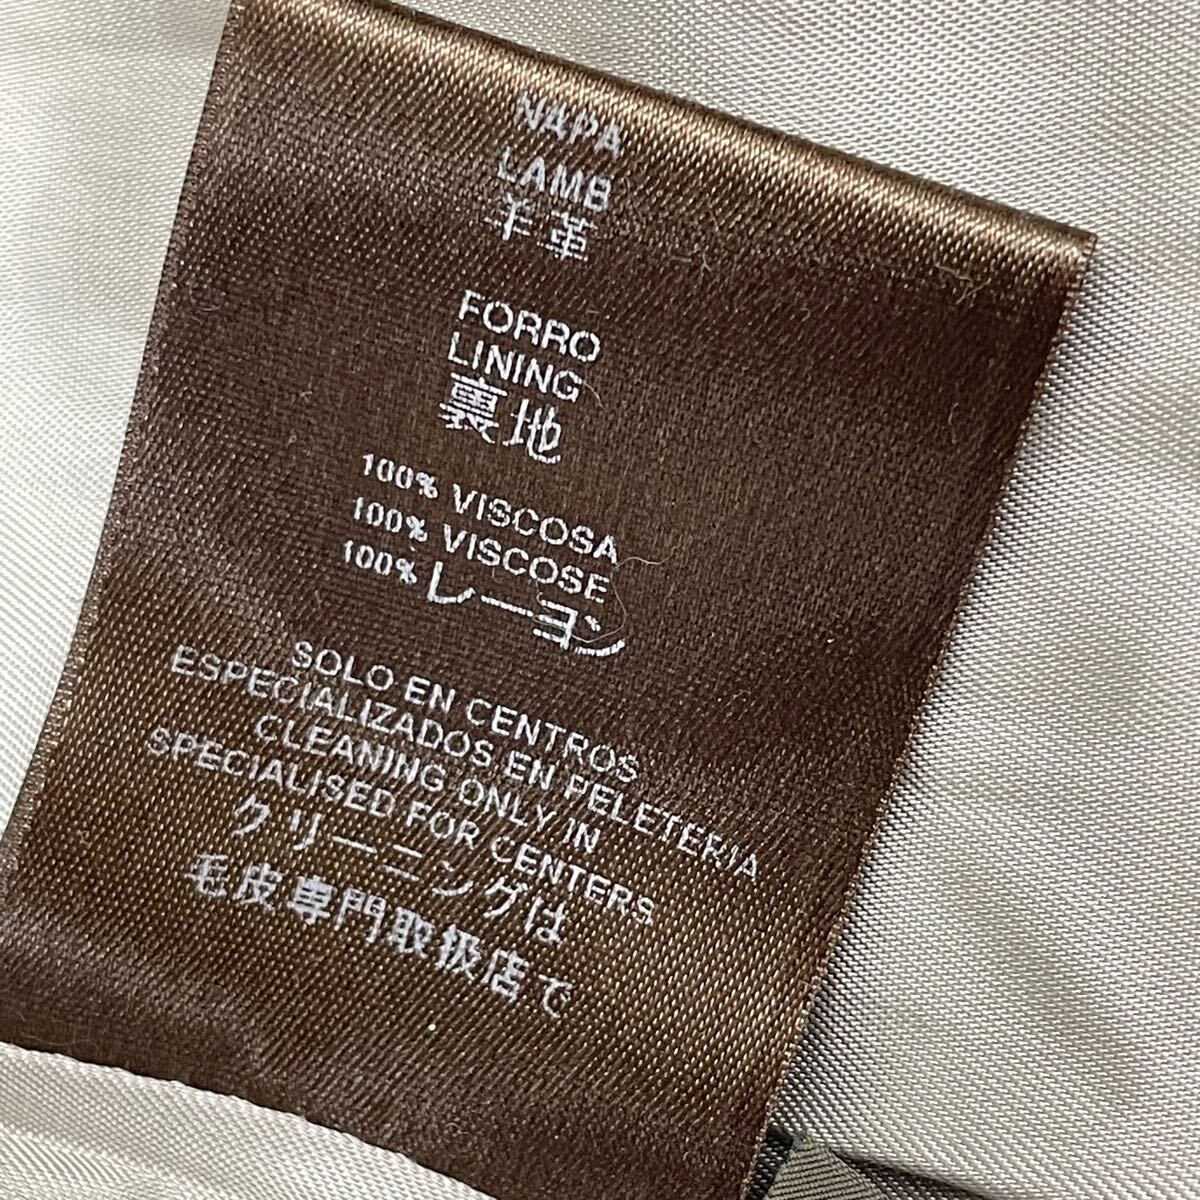 NAPA
LAMB
羊革
FORRO
LINING
裏地
100% VISCOSA
100% VISCOSE
100% レーヨン
SOLO EN CENTROS
ESPECIALIZADOS EN PELETERIA
CLEANING ONLY IN
SPECIALISED FOR CENTERS
クリーニングは
毛皮専門取扱店で